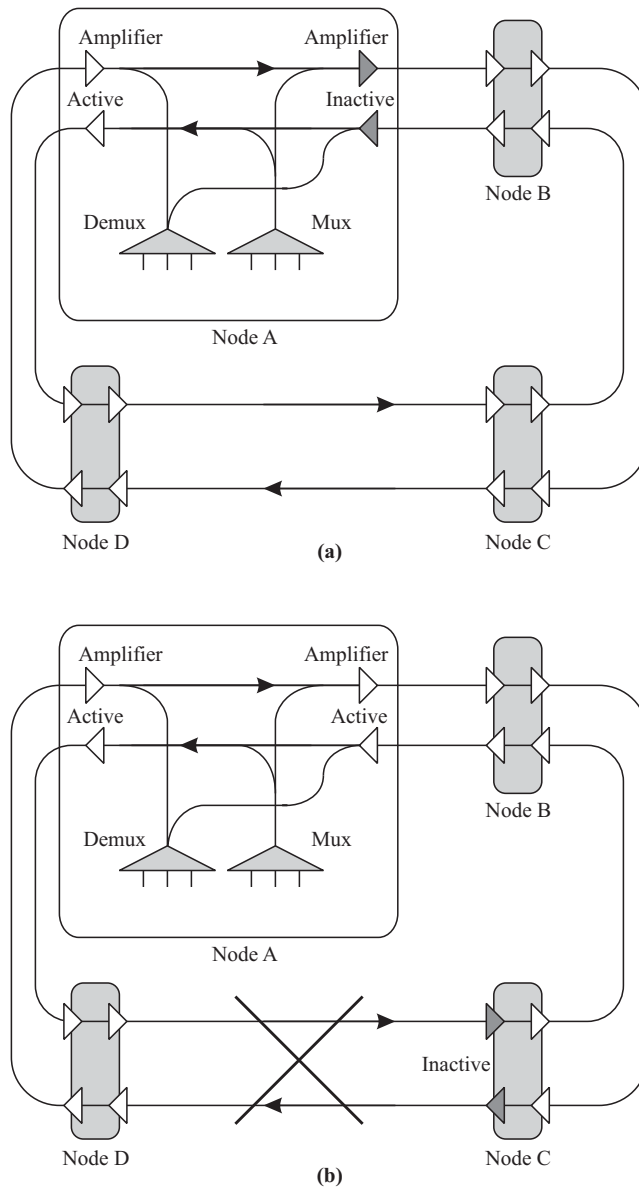 Amplifier Amplifier
Active Inactive
Node B
Demux Mux
Node A
Node D Node C
(a)
Amplifier Amplifier
Active Active
Node B
Demux Mux
Node A
Inactive
Node D Node C
(b)